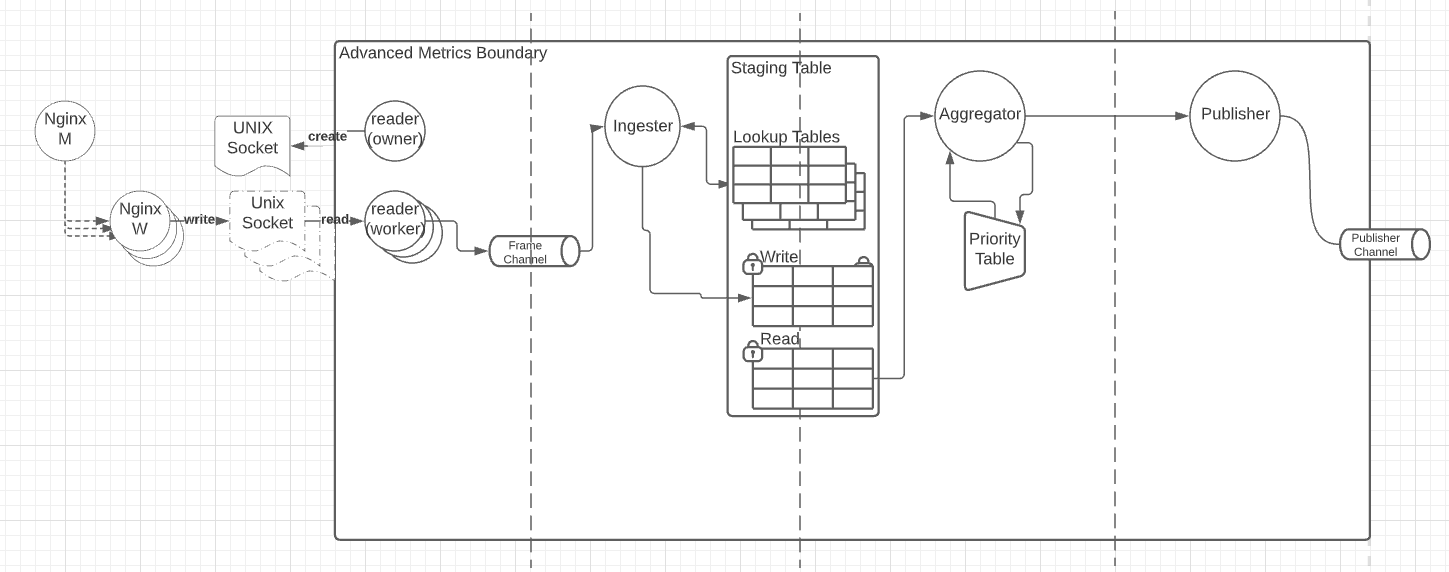 Advanced Metrics Boundary
Nginx
M
UNIX
Socket
create
reader
(owner)
Nginx
W
write
Unix
Socket
read
reader
(worker)
Frame
Channel
Ingester
Staging Table
Lookup Tables
Write
Read
Aggregator
Priority
Table
Publisher
Publisher
Channel